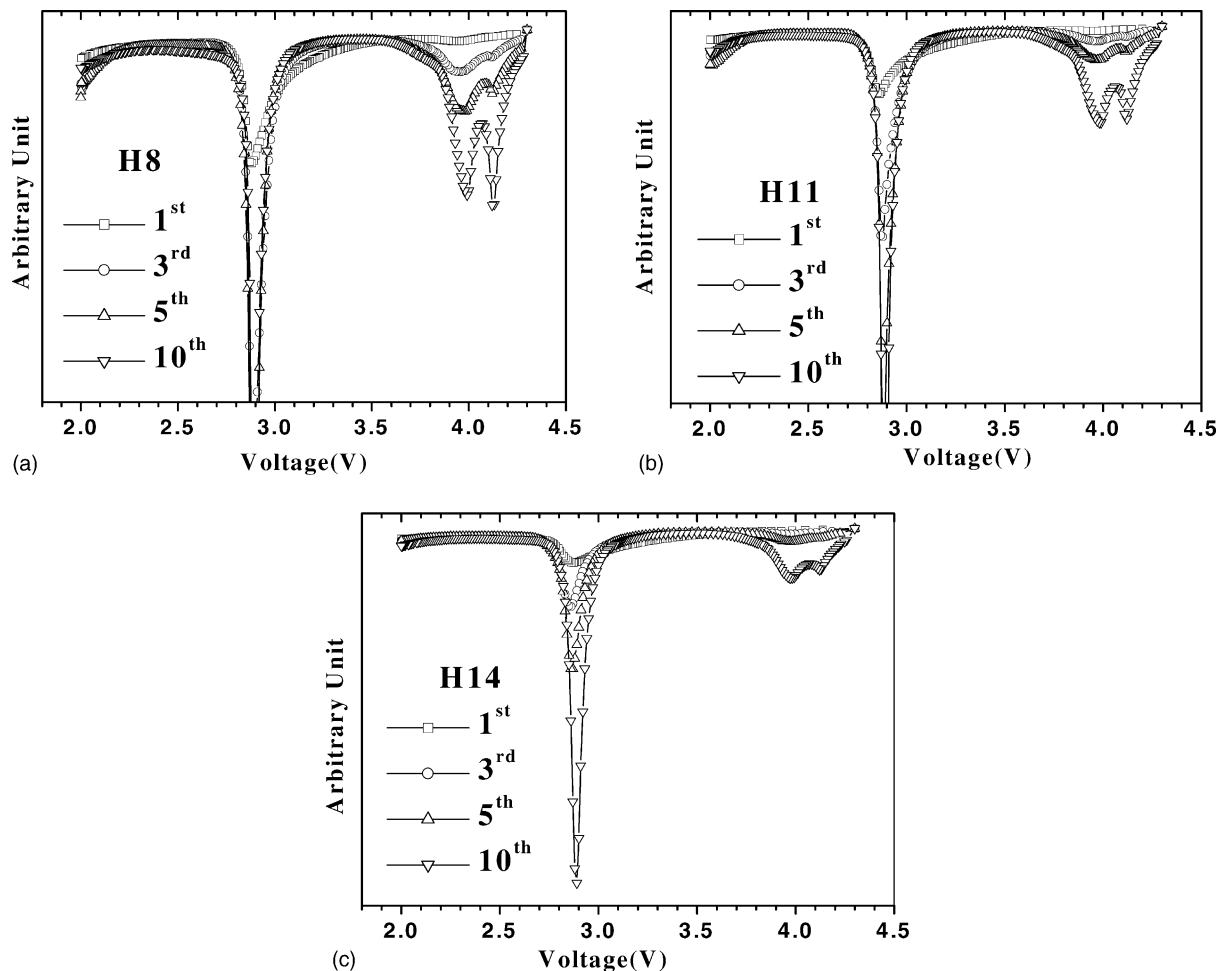 Arbitrary Unit
H8
1st
3rd
5th
10th
2.0 2.5 3.0 3.5 4.0 4.5
(a) Voltage(V)
Arbitrary Unit
H11
1st
3rd
5th
10th
2.0 2.5 3.0 3.5 4.0 4.5
(b) Voltage(V)
Arbitrary Unit
H14
1st
3rd
5th
10th
2.0 2.5 3.0 3.5 4.0 4.5
(c) Voltage(V)